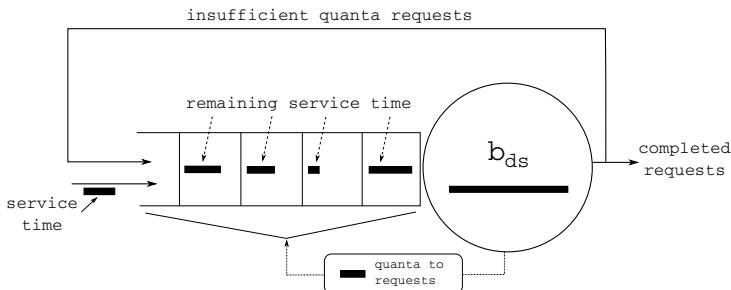 insufficient quanta requests
remaining service time
b_ds
completed
requests
service
time
quanta to
requests